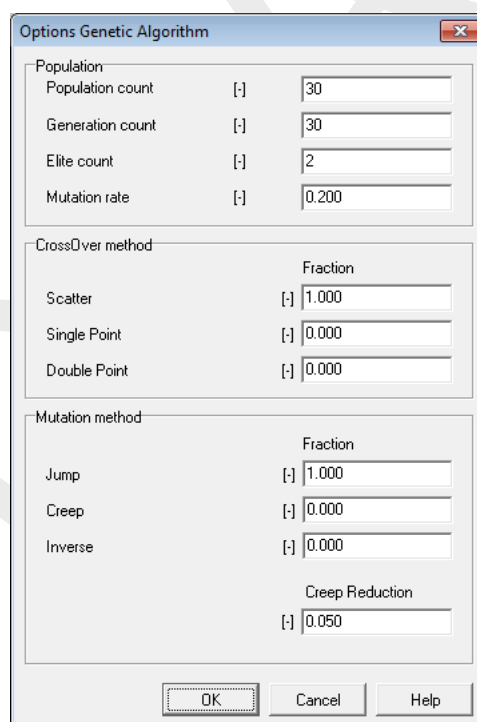 Options Genetic Algorithm
Population
Population count [-] 30
Generation count [-] 30
Elite count [-] 2
Mutation rate [-] 0.200
CrossOver method
Fraction
Scatter [-] 1.000
Single Point [-] 0.000
Double Point [-] 0.000
Mutation method
Fraction
Jump [-] 1.000
Creep [-] 0.000
Inverse [-] 0.000
Creep Reduction
[-] 0.050
OK Cancel Help